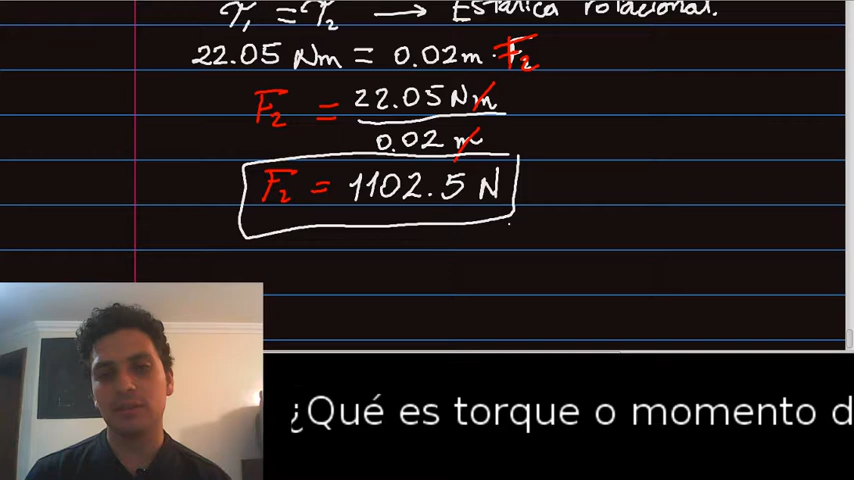 τ₁ = τ₂ → Estática rotacional.
22.05 Nm = 0.02m · F₂
F₂ = 22.05 Nm
0.02 m
F₂ = 1102.5 N
¿Qué es torque o momento d